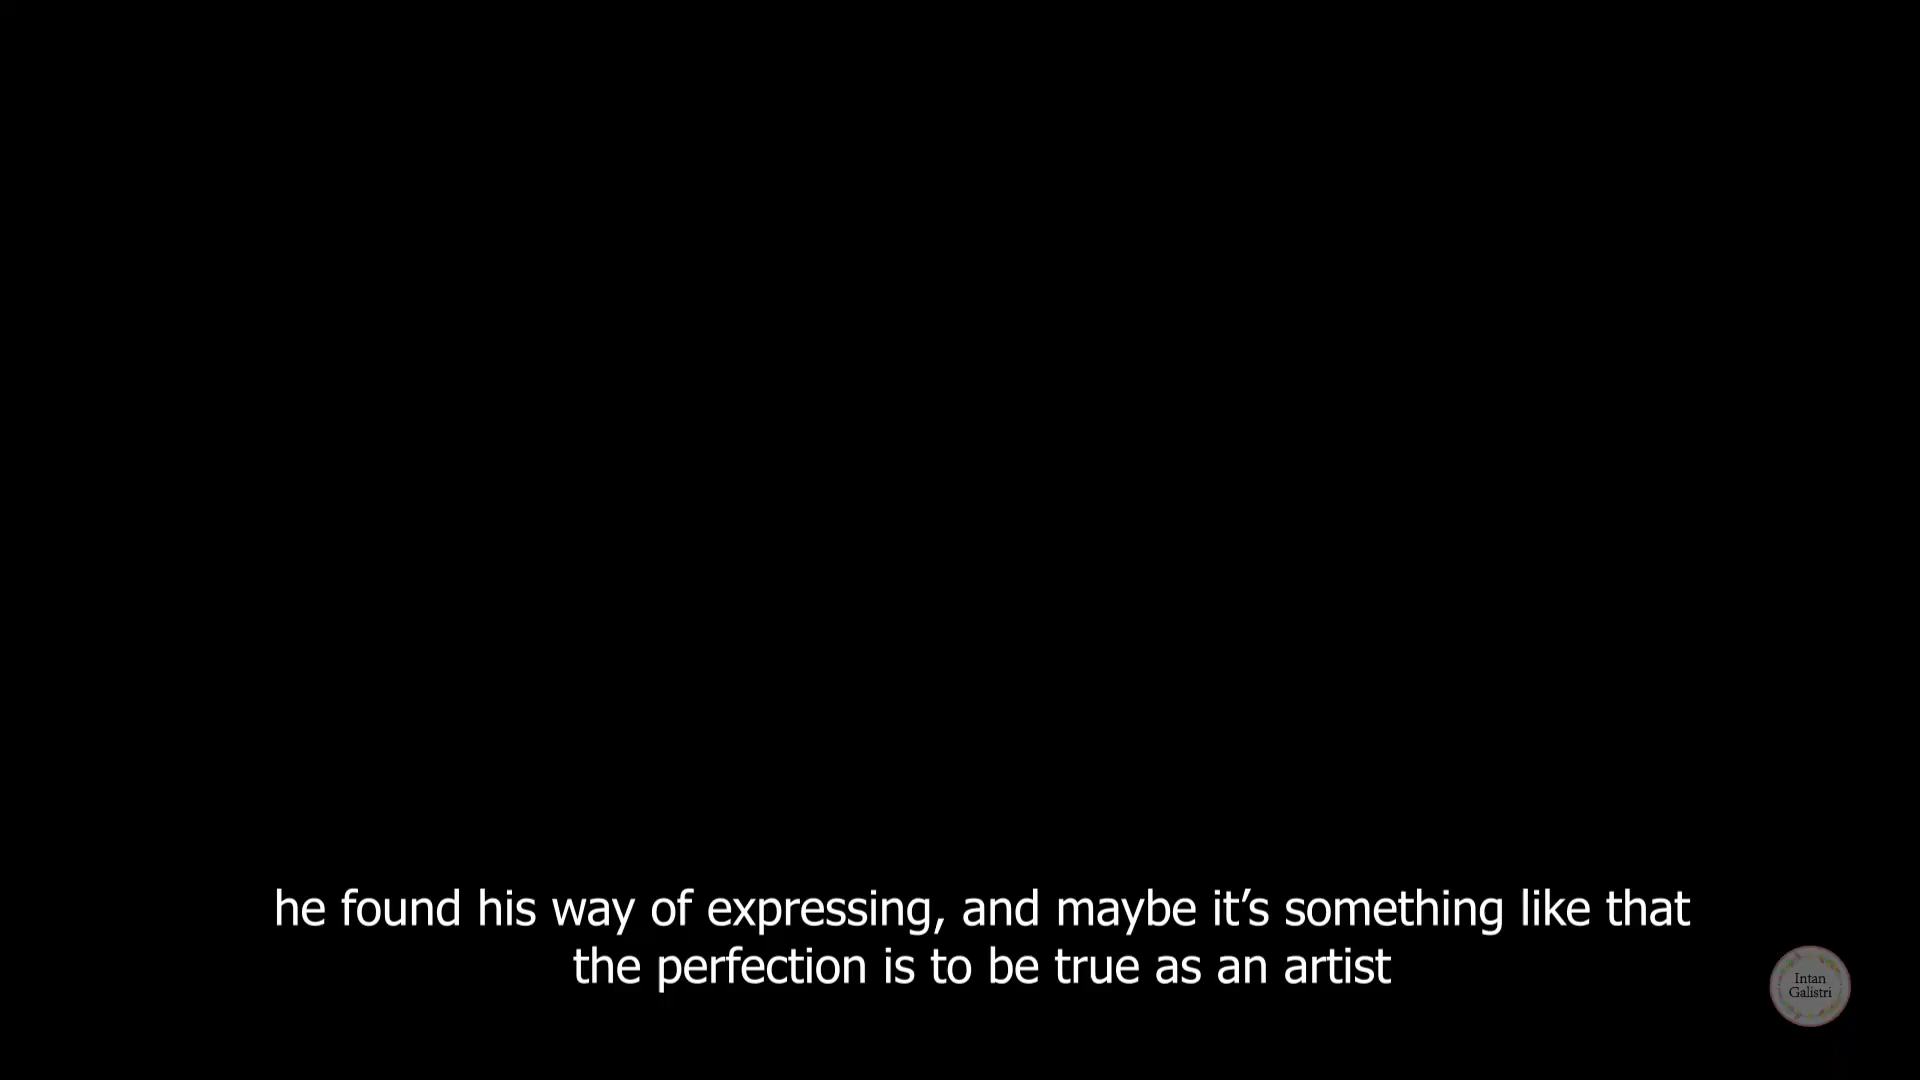 he found his way of expressing, and maybe it’s something like that
the perfection is to be true as an artist
Intan
Galistri